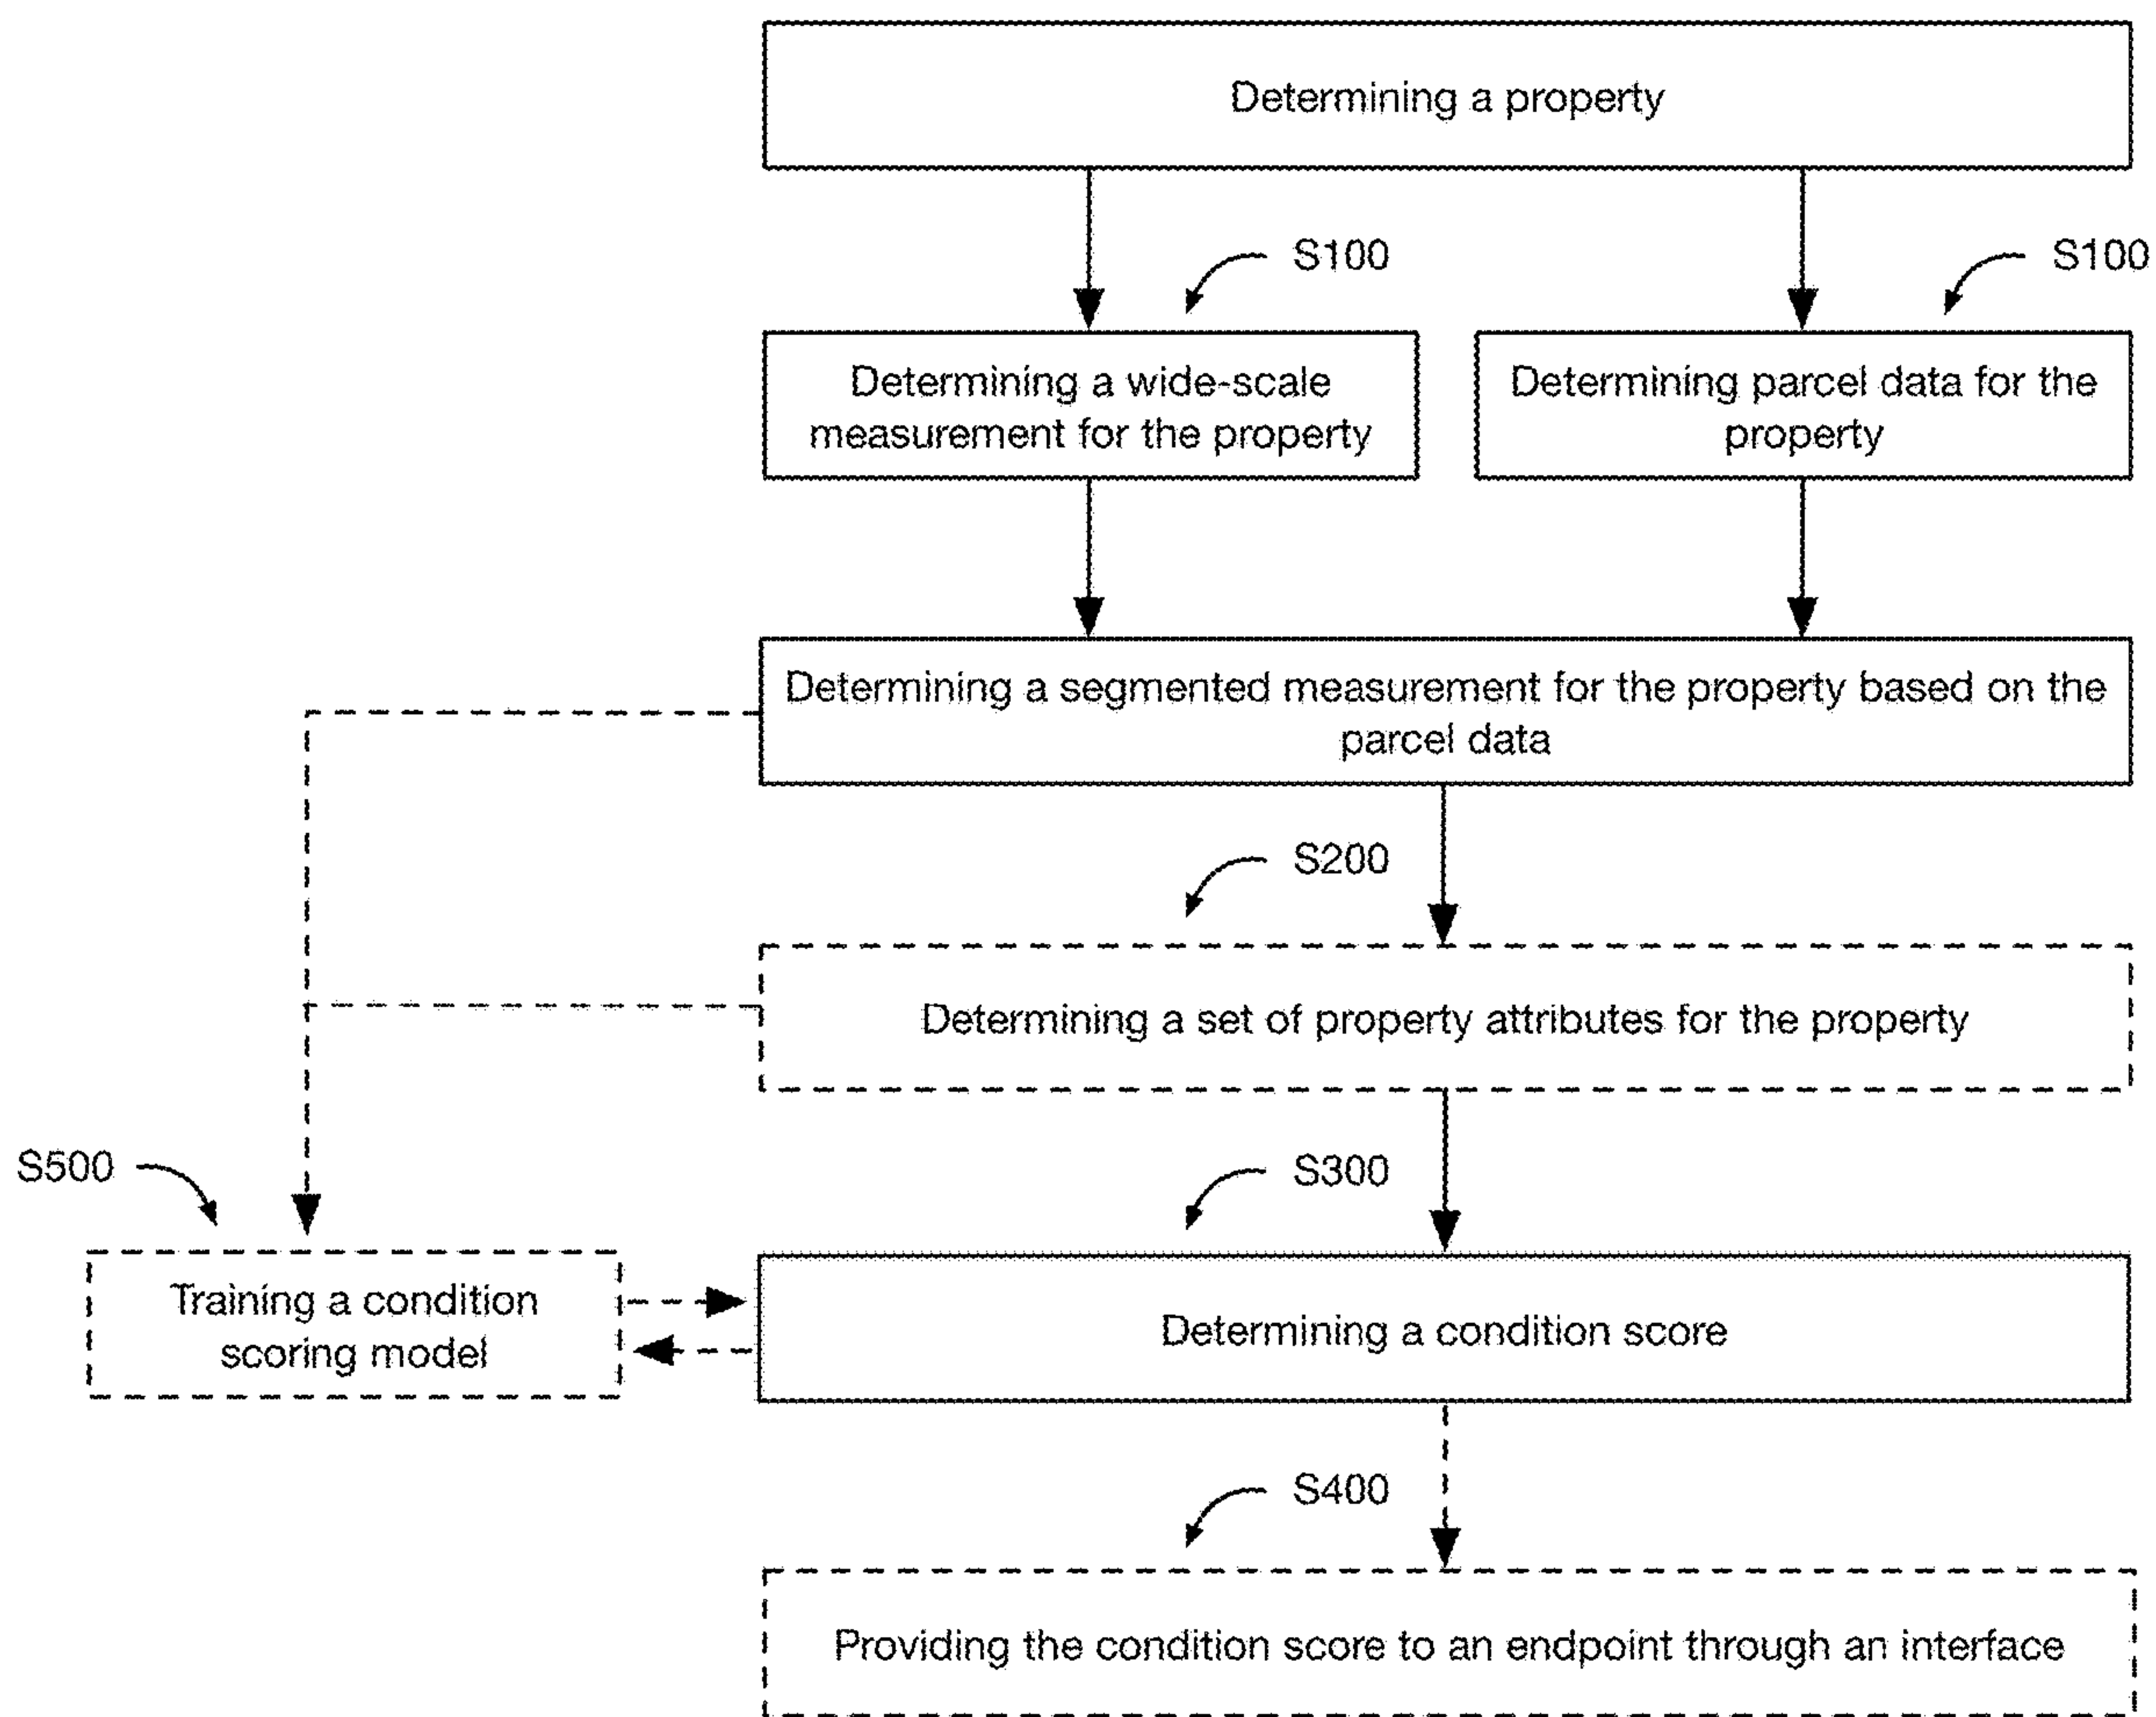 Determining a property
S100
S100
Determining a wide-scale
measurement for the property
Determining parcel data for the
property
Determining a segmented measurement for the property based on the
parcel data
S200
Determining a set of property attributes for the property
S500
S300
Training a condition
scoring model
Determining a condition score
S400
Providing the condition score to an endpoint through an interface